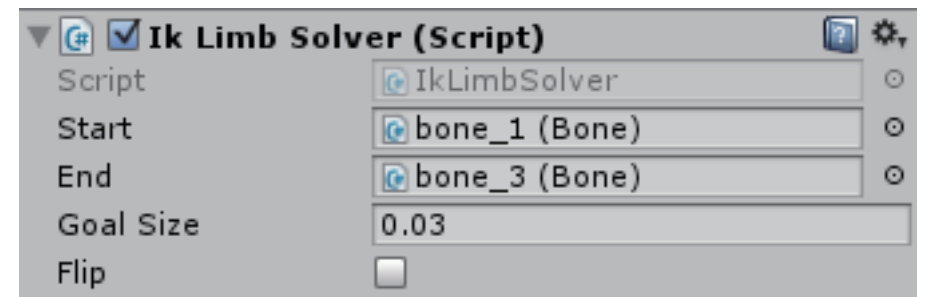 Ik Limb Solver (Script)
Script IkLimbSolver
Start bone_1 (Bone)
End bone_3 (Bone)
Goal Size 0.03
Flip